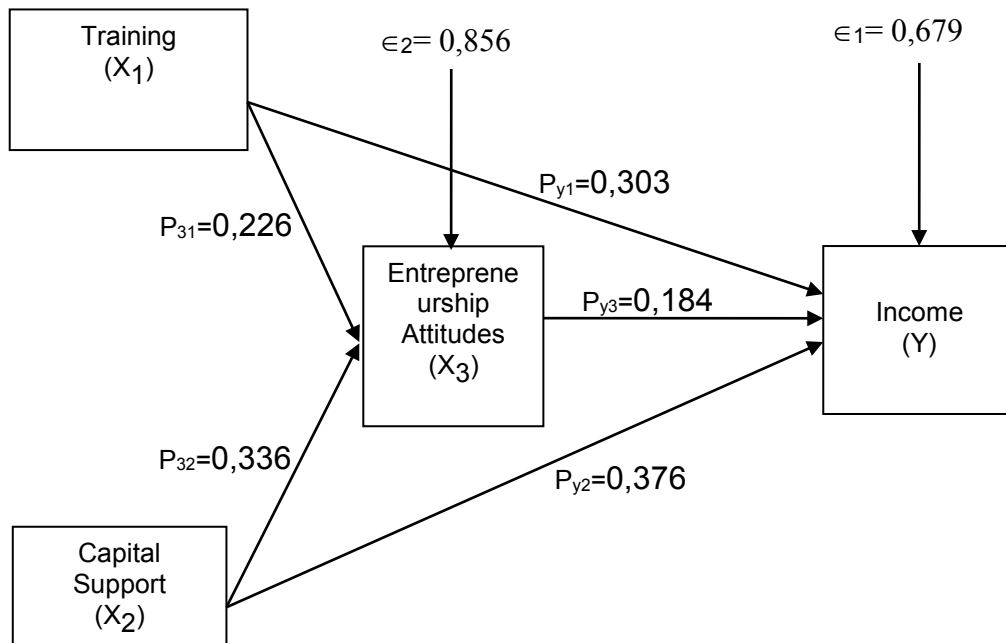 Training
(X₁)
∈2= 0,856
∈1= 0,679
Py1=0,303
P31=0,226
Entreprene
urship
Attitudes
(X₃)
Py3=0,184
Income
(Y)
P32=0,336
Py2=0,376
Capital
Support
(X₂)